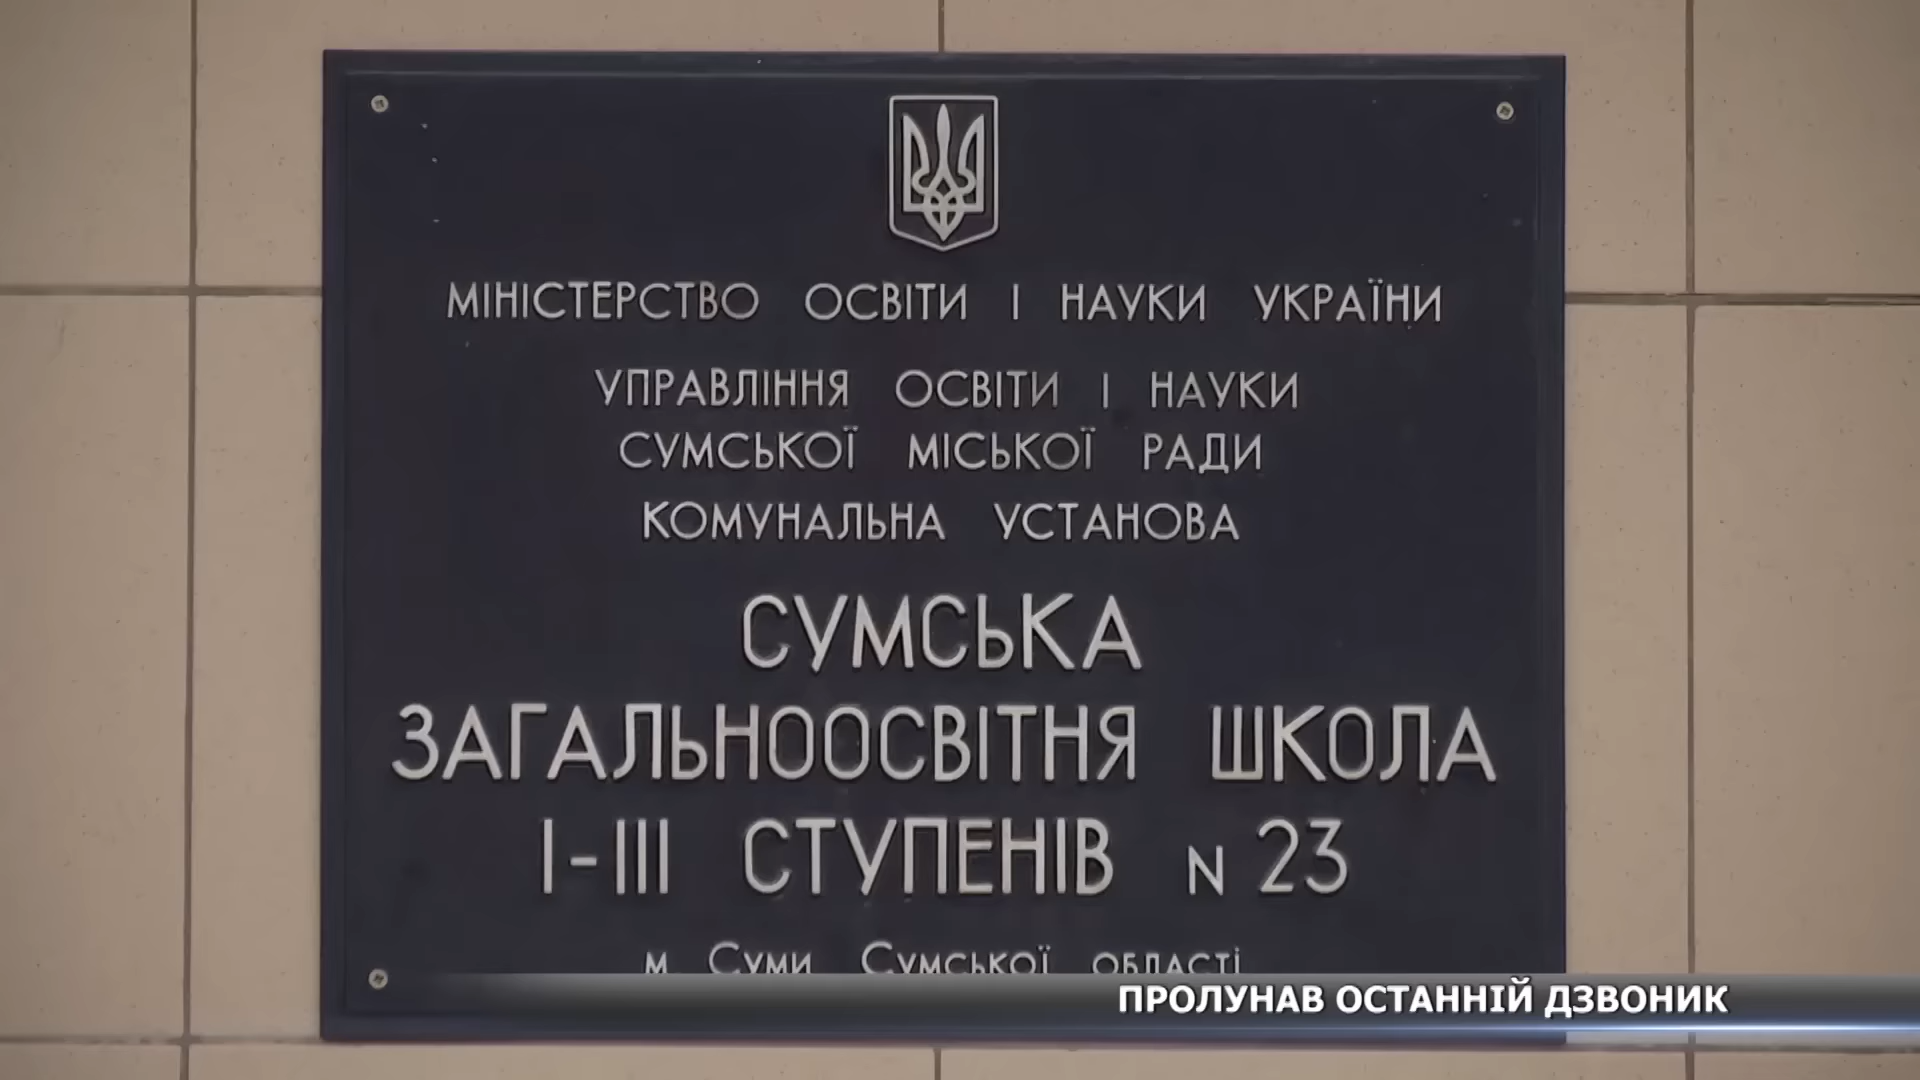 МІНІСТЕРСТВО ОСВІТИ І НАУКИ УКРАЇНИ
УПРАВЛІННЯ ОСВІТИ І НАУКИ
СУМСЬКОЇ МІСЬКОЇ РАДИ
КОМУНАЛЬНА УСТАНОВА
СУМСЬКА
ЗАГАЛЬНООСВІТНЯ ШКОЛА
І-ІІІ СТУПЕНІВ N 23
м Суми Сумської області
ПРОЛУНАВ ОСТАННІЙ ДЗВОНИК